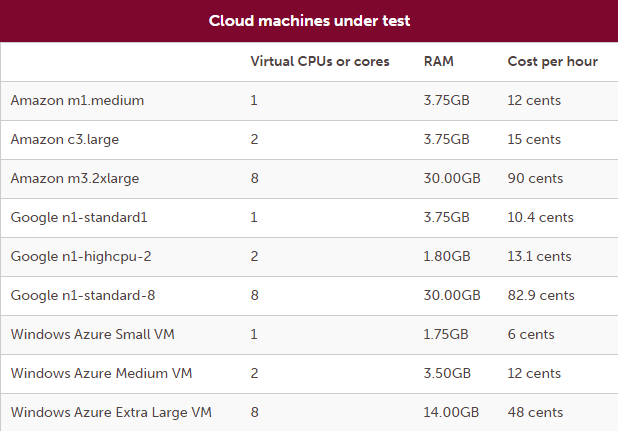 Cloud machines under test
Virtual CPUs or cores RAM Cost per hour
Amazon m1.medium 1 3.75GB 12 cents
Amazon c3.large 2 3.75GB 15 cents
Amazon m3.2xlarge 8 30.00GB 90 cents
Google n1-standard1 1 3.75GB 10.4 cents
Google n1-highcpu-2 2 1.80GB 13.1 cents
Google n1-standard-8 8 30.00GB 82.9 cents
Windows Azure Small VM 1 1.75GB 6 cents
Windows Azure Medium VM 2 3.50GB 12 cents
Windows Azure Extra Large VM 8 14.00GB 48 cents